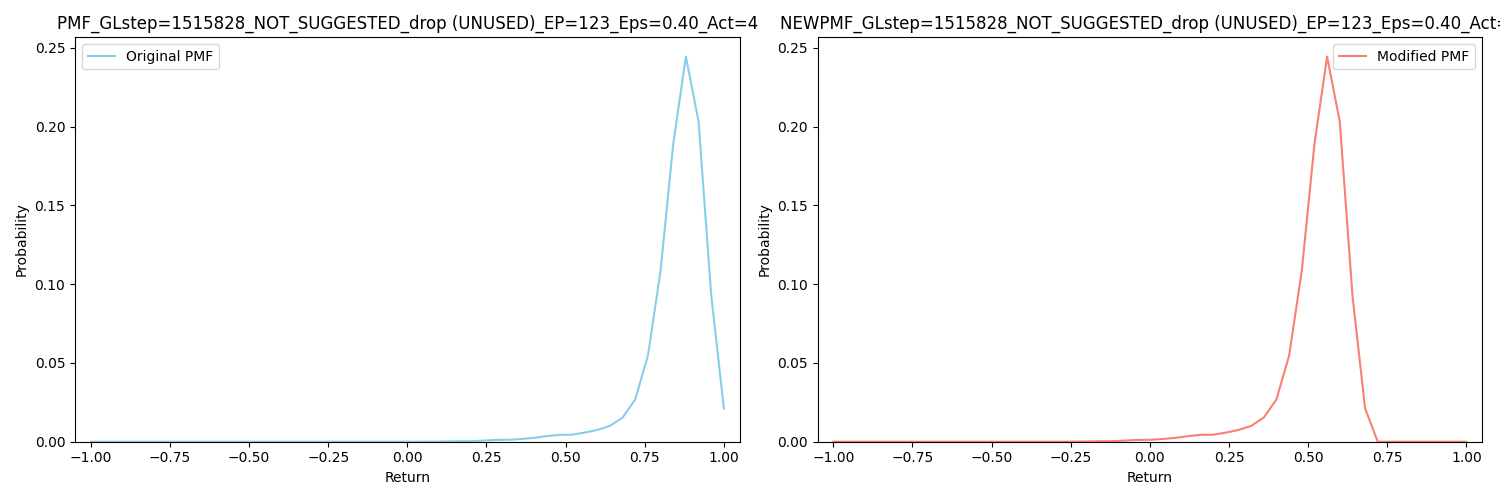 PMF_GLstep=1515828_NOT_SUGGESTED_drop (UNUSED)_EP=123_Eps=0.40_Act=4
Original PMF
0.25
0.20
0.15
0.10
0.05
0.00
Probability
−1.00 −0.75 −0.50 −0.25 0.00 0.25 0.50 0.75 1.00
Return
NEWPMF_GLstep=1515828_NOT_SUGGESTED_drop (UNUSED)_EP=123_Eps=0.40_Act=
Modified PMF
0.25
0.20
0.15
0.10
0.05
0.00
Probability
−1.00 −0.75 −0.50 −0.25 0.00 0.25 0.50 0.75 1.00
Return